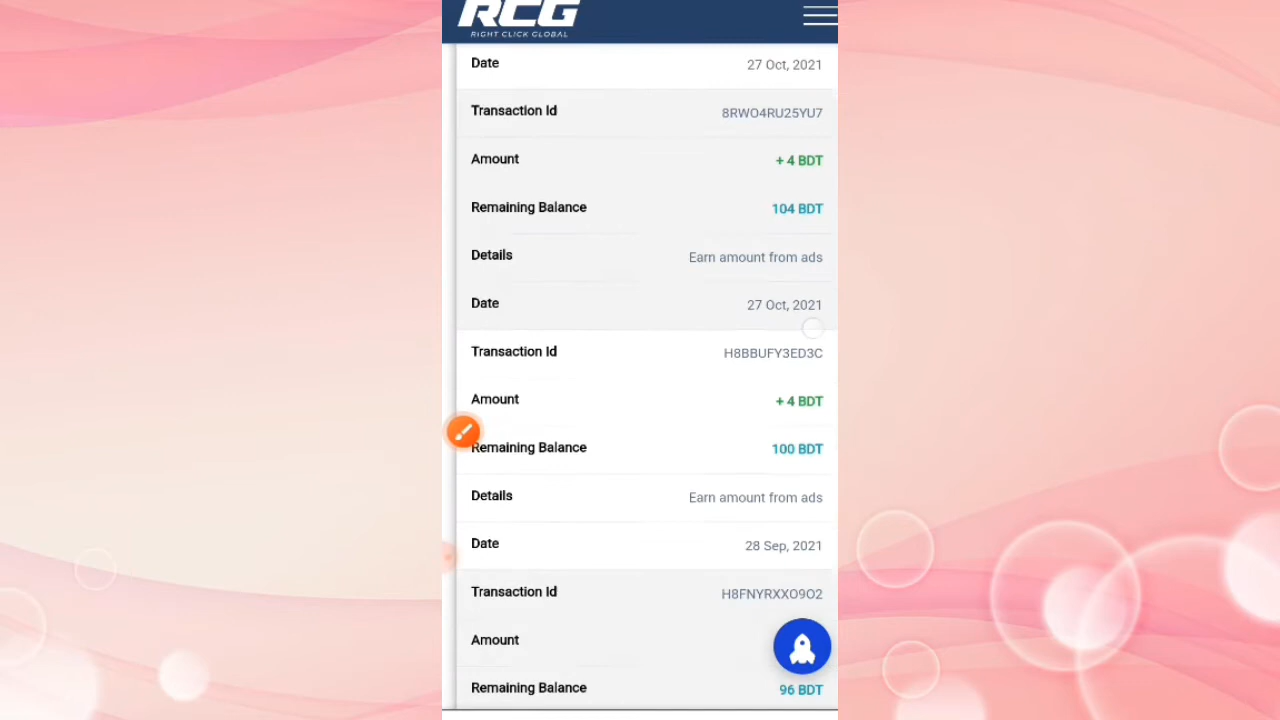 RCG
RIGHT CLICK GLOBAL
Date 27 Oct, 2021
Transaction Id 8RWO4RU25YU7
Amount + 4 BDT
Remaining Balance 104 BDT
Details Earn amount from ads
Date 27 Oct, 2021
Transaction Id H8BBUFY3ED3C
Amount + 4 BDT
Remaining Balance 100 BDT
Details Earn amount from ads
Date 28 Sep, 2021
Transaction Id H8FNYRXXO9O2
Amount
Remaining Balance 96 BDT